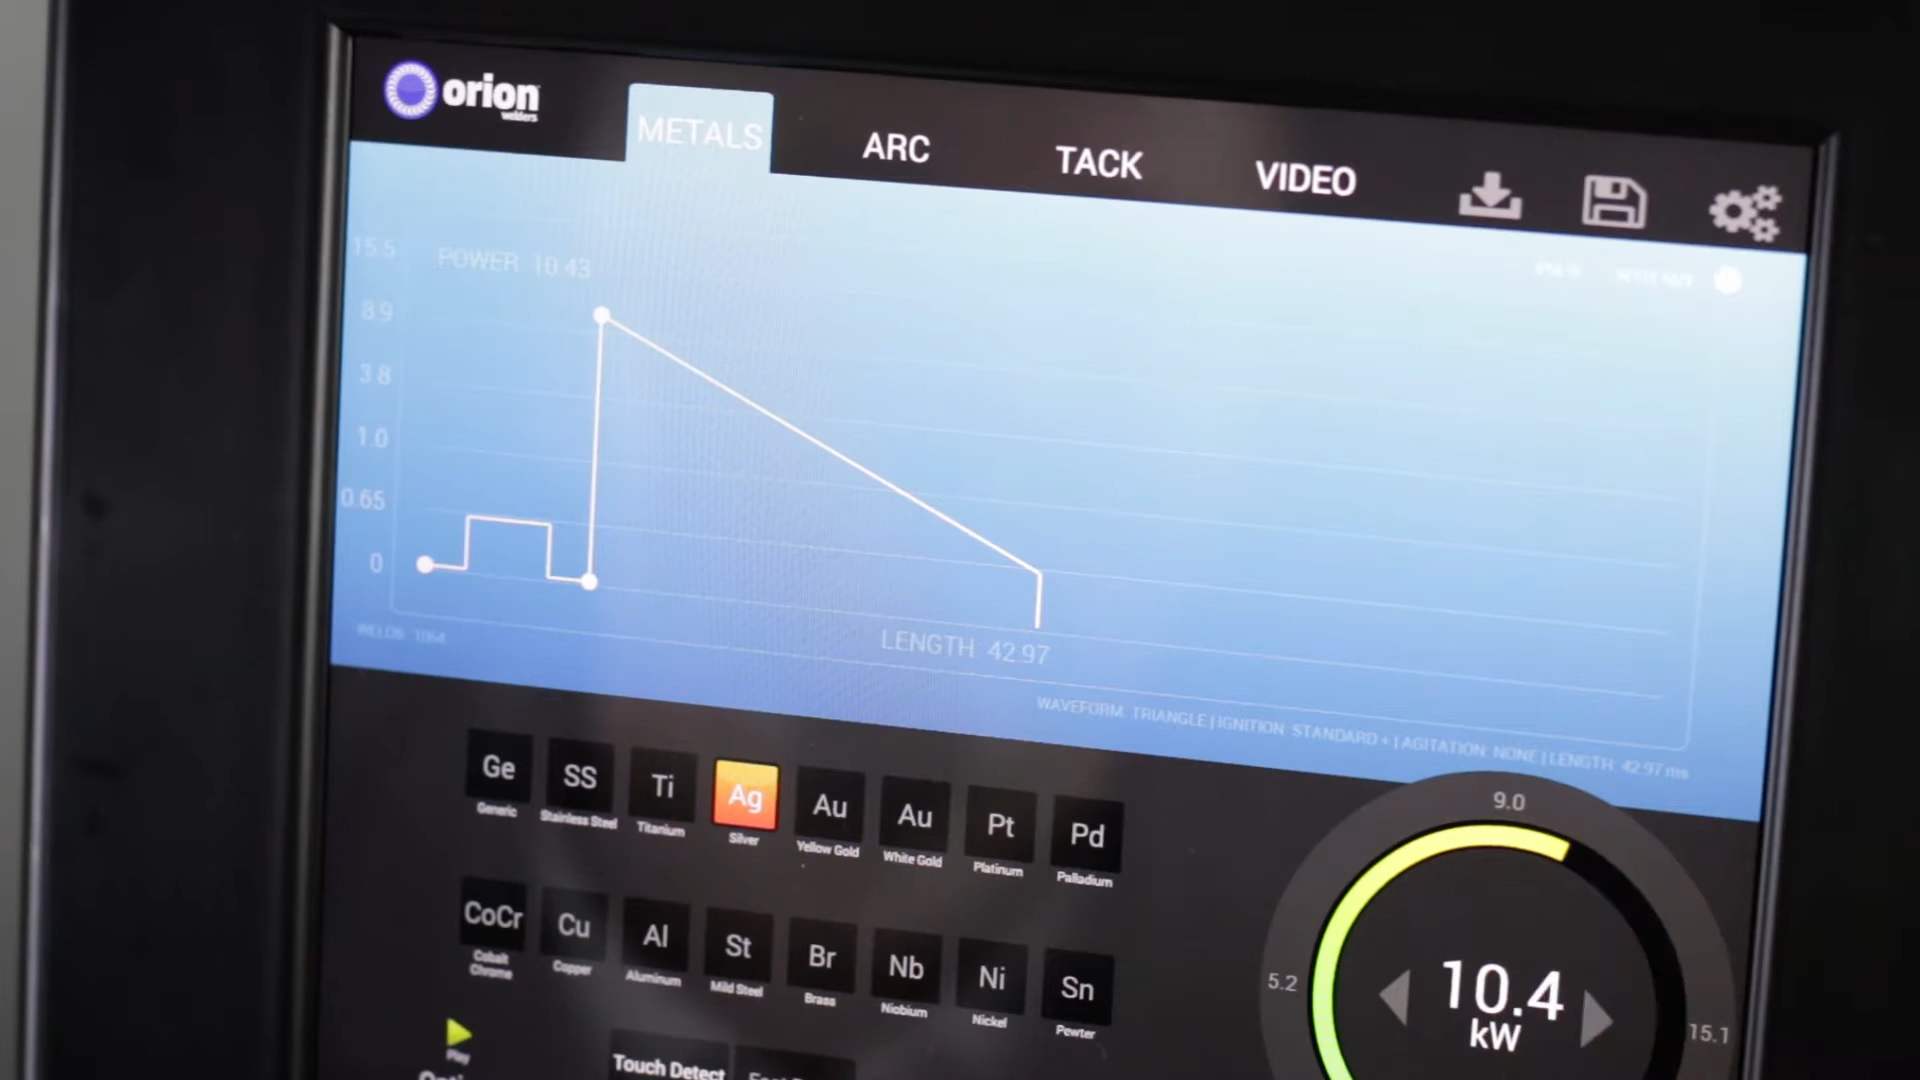 orion
welders
METALS ARC TACK VIDEO
15.5
POWER 10.43
8.9
3.8
1.0
0.65
0
WELDS: 1064
LENGTH 42.97
WAVEFORM: TRIANGLE | IGNITION: STANDARD + | AGITATION: NONE | LENGTH: 42.97 ms
Ge SS Ti Ag Au Au Pt Pd
Generic Stainless Steel Titanium Silver Yellow Gold White Gold Platinum Palladium
CoCr Cu Al St Br Nb Ni Sn
Cobalt Chrome Copper Aluminum Mild Steel Brass Niobium Nickel Pewter
9.0
5.2
10.4
kW
15.1
Play
Touch Detect